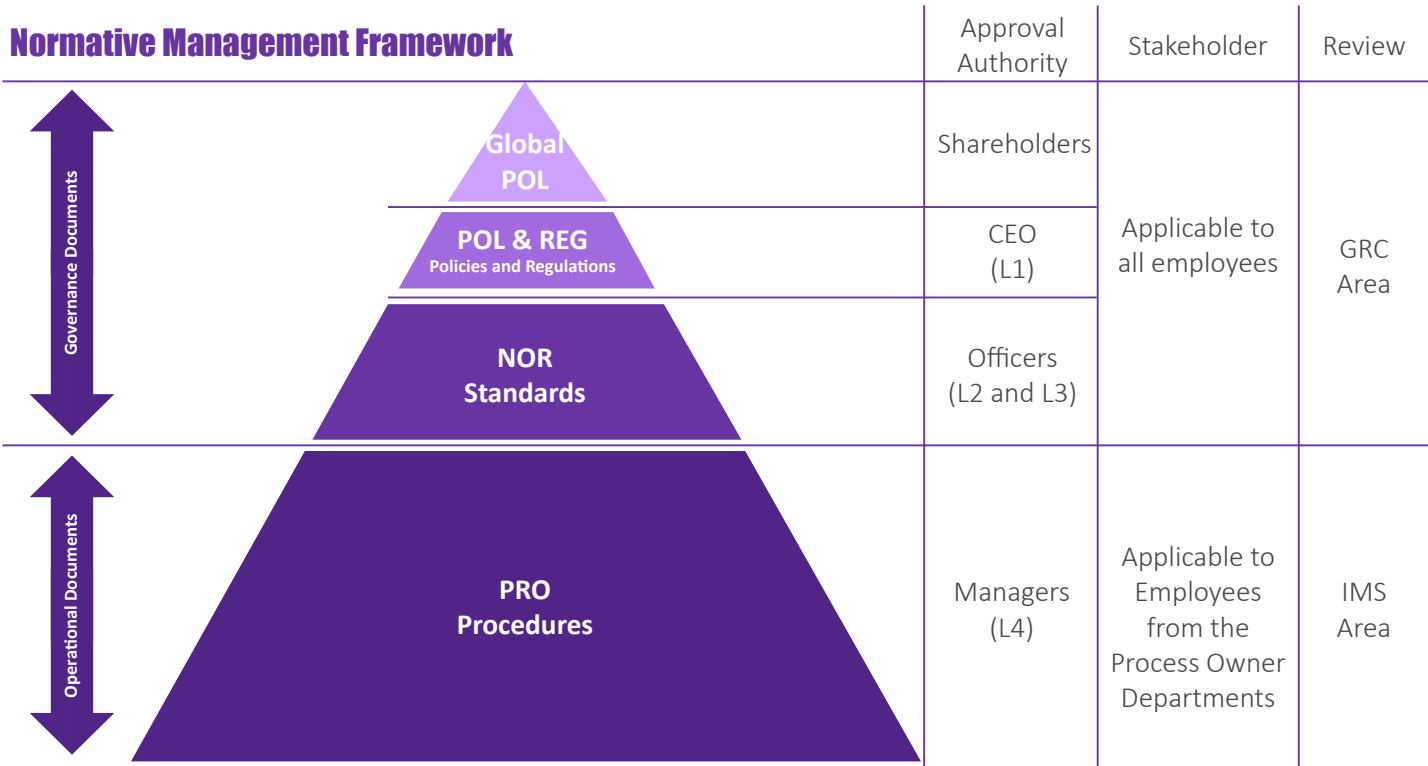 Normative Management Framework
Approval
Authority
Stakeholder
Review
Governance Documents
Global
POL
Shareholders
POL & REG
Policies and Regulations
CEO
(L1)
Applicable to
all employees
GRC
Area
NOR
Standards
Officers
(L2 and L3)
Operational Documents
PRO
Procedures
Managers
(L4)
Applicable to
Employees
from the
Process Owner
Departments
IMS
Area